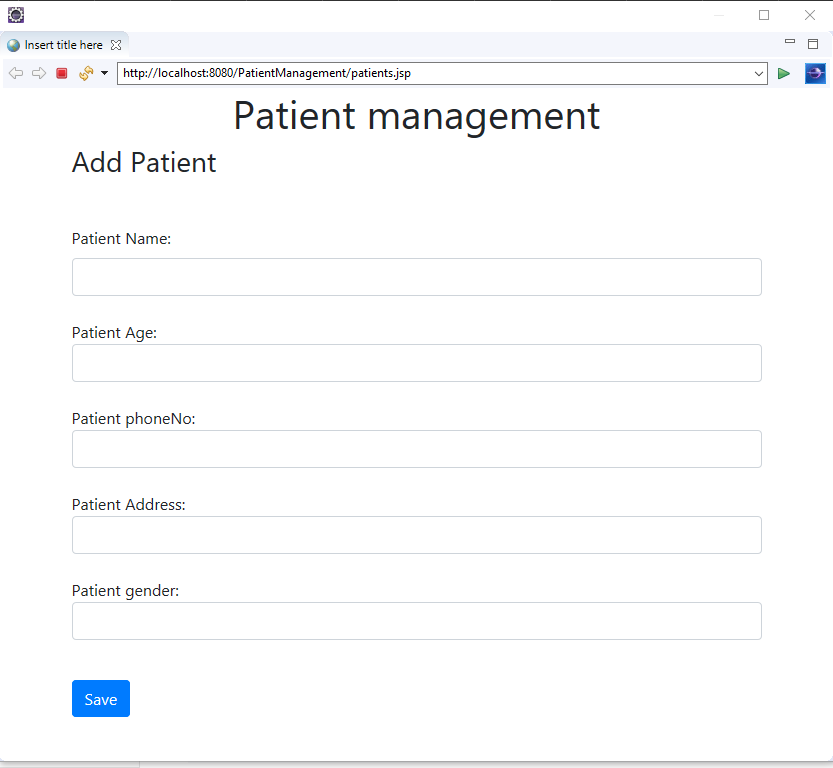 Insert title here
http://localhost:8080/PatientManagement/patients.jsp
Patient management
Add Patient
Patient Name:
Patient Age:
Patient phoneNo:
Patient Address:
Patient gender:
Save